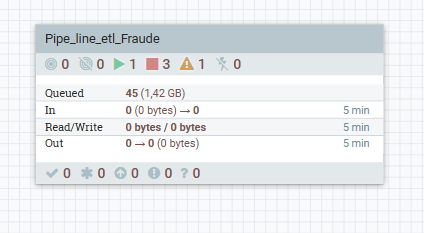 Pipe_line_etl_Fraude
0 0 1 3 1 0
Queued 45 (1,42 GB)
In 0 (0 bytes) → 0 5 min
Read/Write 0 bytes / 0 bytes 5 min
Out 0 → 0 (0 bytes) 5 min
0 0 0 0 ? 0